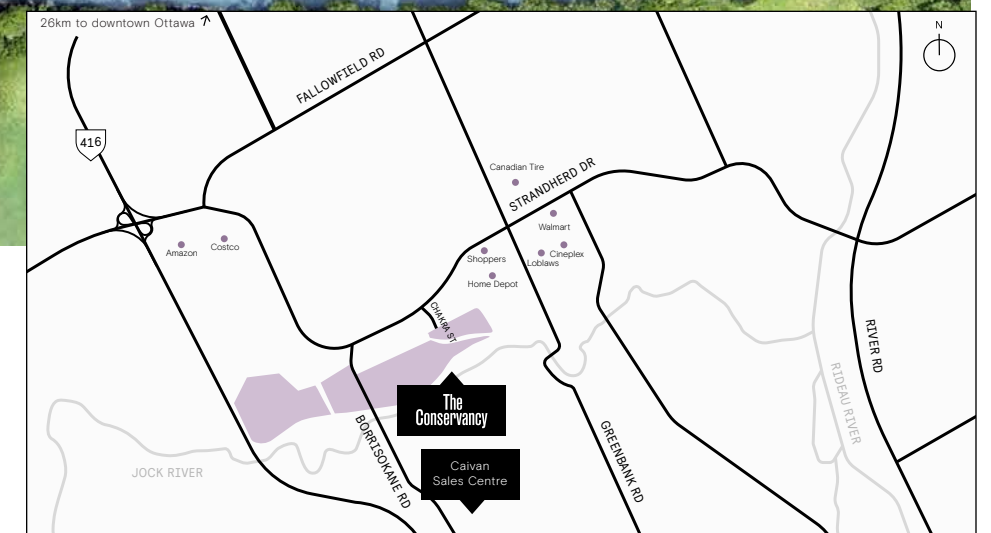 26km to downtown Ottawa
N
FALLOWFIELD RD
416
Canadian Tire
STRANDHERD DR
Walmart
Amazon
Costco
Shoppers
Cineplex
Loblaws
Home Depot
CHAKRA ST
RIVER RD
RIDEAU RIVER
The
Conservancy
BORRISOKANE RD
GREENBANK RD
JOCK RIVER
Caivan
Sales Centre